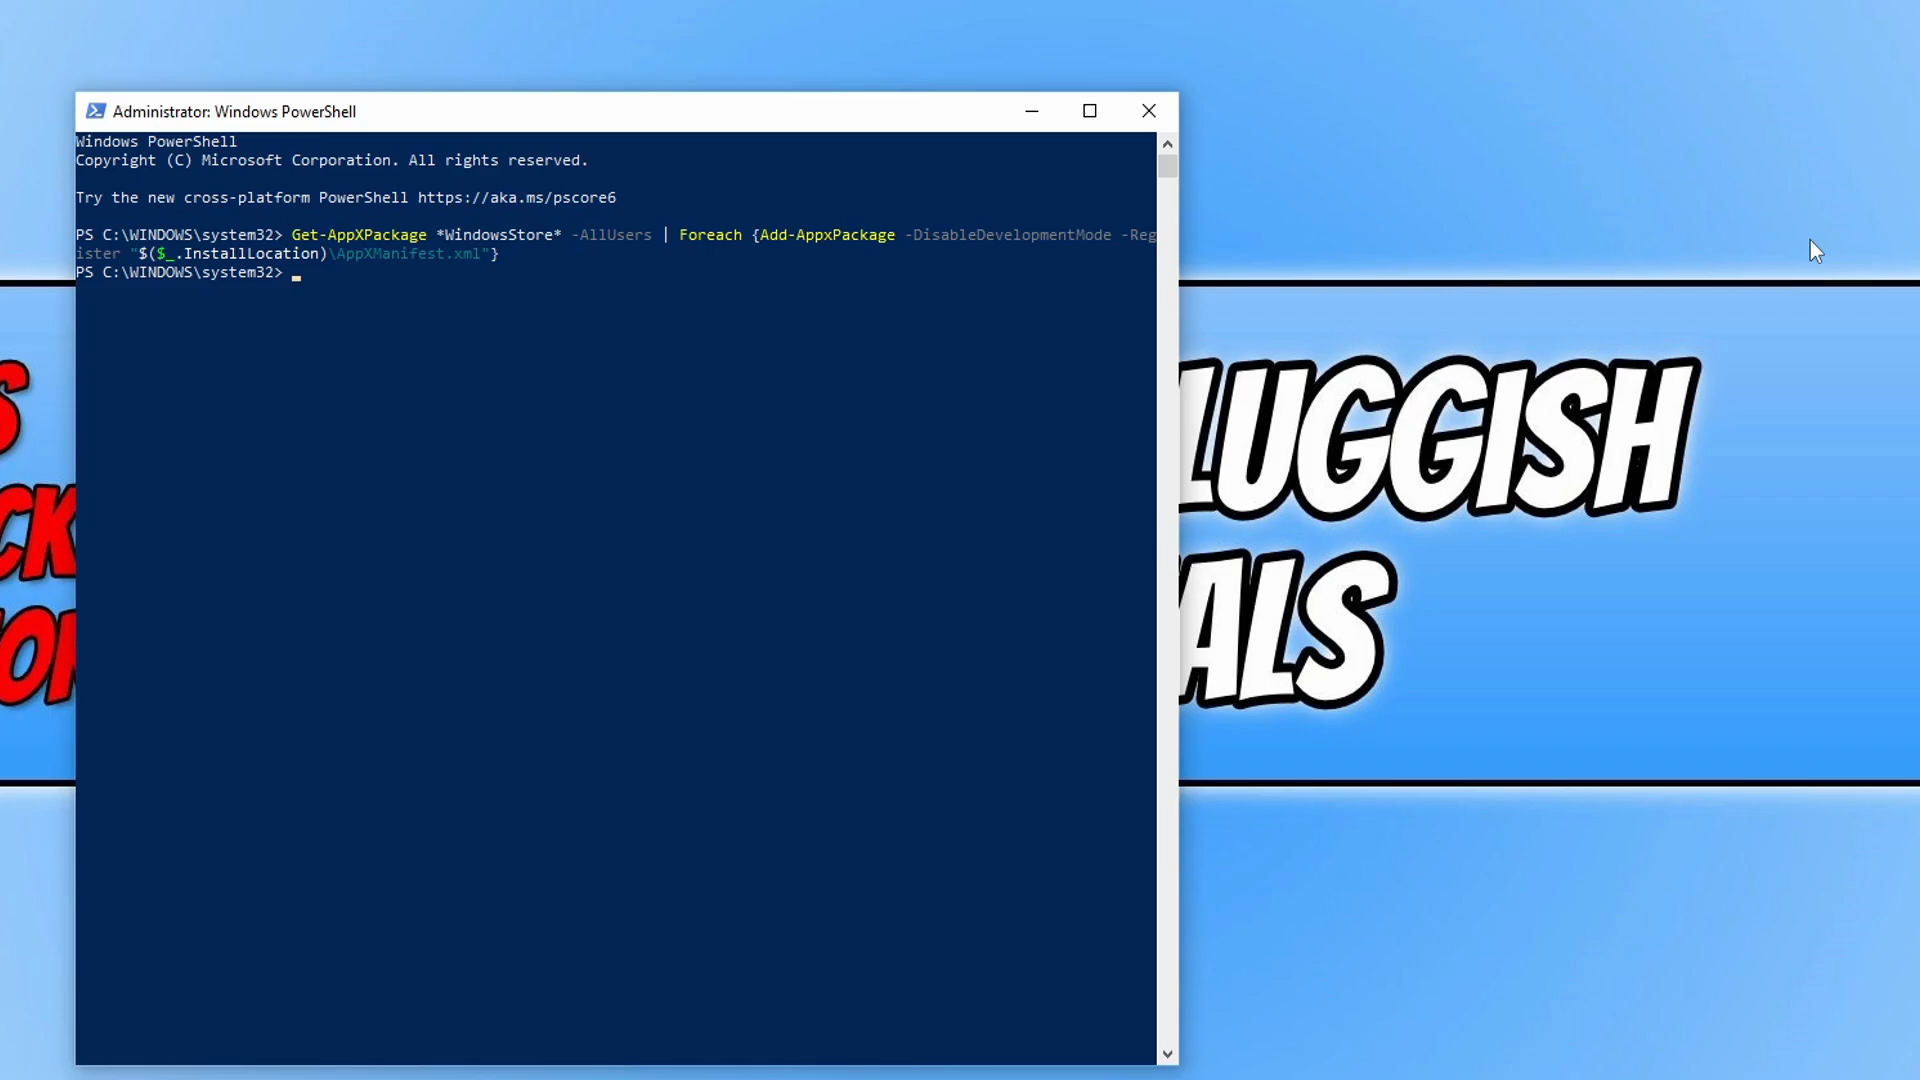 Administrator: Windows PowerShell
Windows PowerShell
Copyright (C) Microsoft Corporation. All rights reserved.
Try the new cross-platform PowerShell https://aka.ms/pscore6
PS C:\WINDOWS\system32> Get-AppXPackage *WindowsStore* -AllUsers | Foreach {Add-AppxPackage -DisableDevelopmentMode -Reg
ister "$($_.InstallLocation)\AppXManifest.xml"}
PS C:\WINDOWS\system32>
S
LUGGISH
CK
ALS